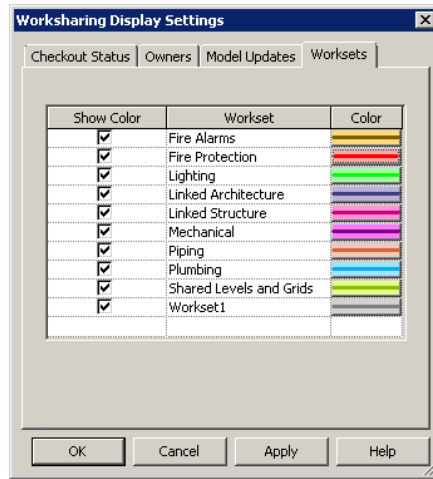 Worksharing Display Settings
Checkout Status Owners Model Updates Worksets
Show Color Workset Color
Fire Alarms
Fire Protection
Lighting
Linked Architecture
Linked Structure
Mechanical
Piping
Plumbing
Shared Levels and Grids
Workset1
OK Cancel Apply Help